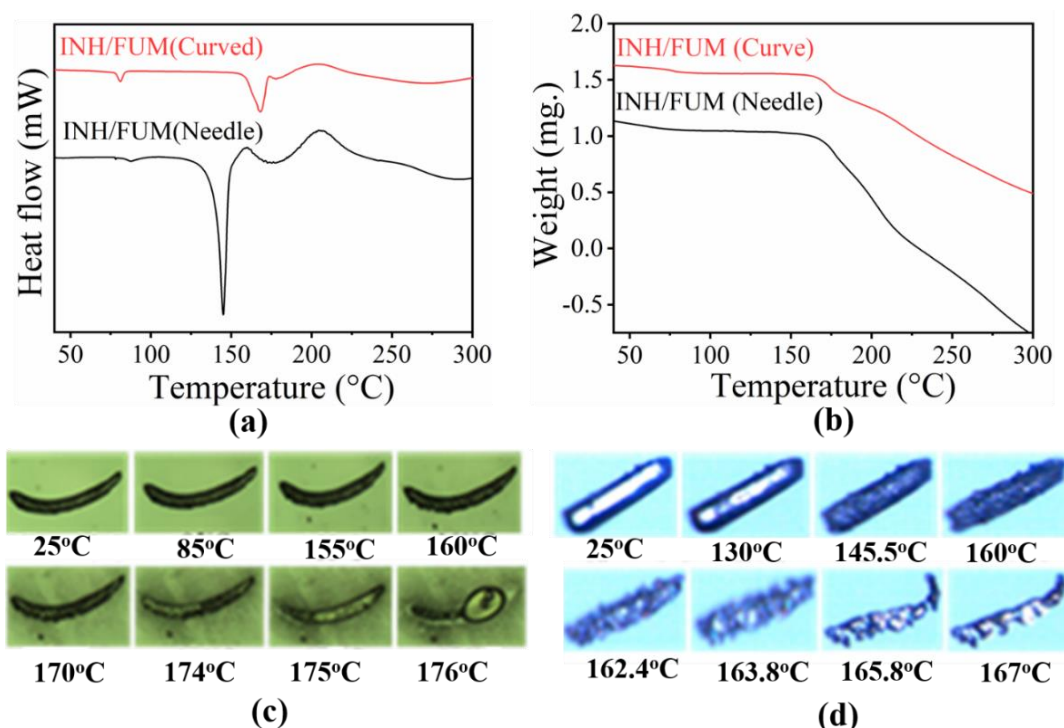 INH/FUM(Curved)
INH/FUM(Needle)
Heat flow (mW)
50 100 150 200 250 300
Temperature (°C)
(a)
2.0
1.5
1.0
0.5
0.0
-0.5
INH/FUM (Curve)
INH/FUM (Needle)
Weight (mg.)
50 100 150 200 250 300
Temperature (°C)
(b)
25°C 85°C 155°C 160°C
170°C 174°C 175°C 176°C
(c)
25°C 130°C 145.5°C 160°C
162.4°C 163.8°C 165.8°C 167°C
(d)